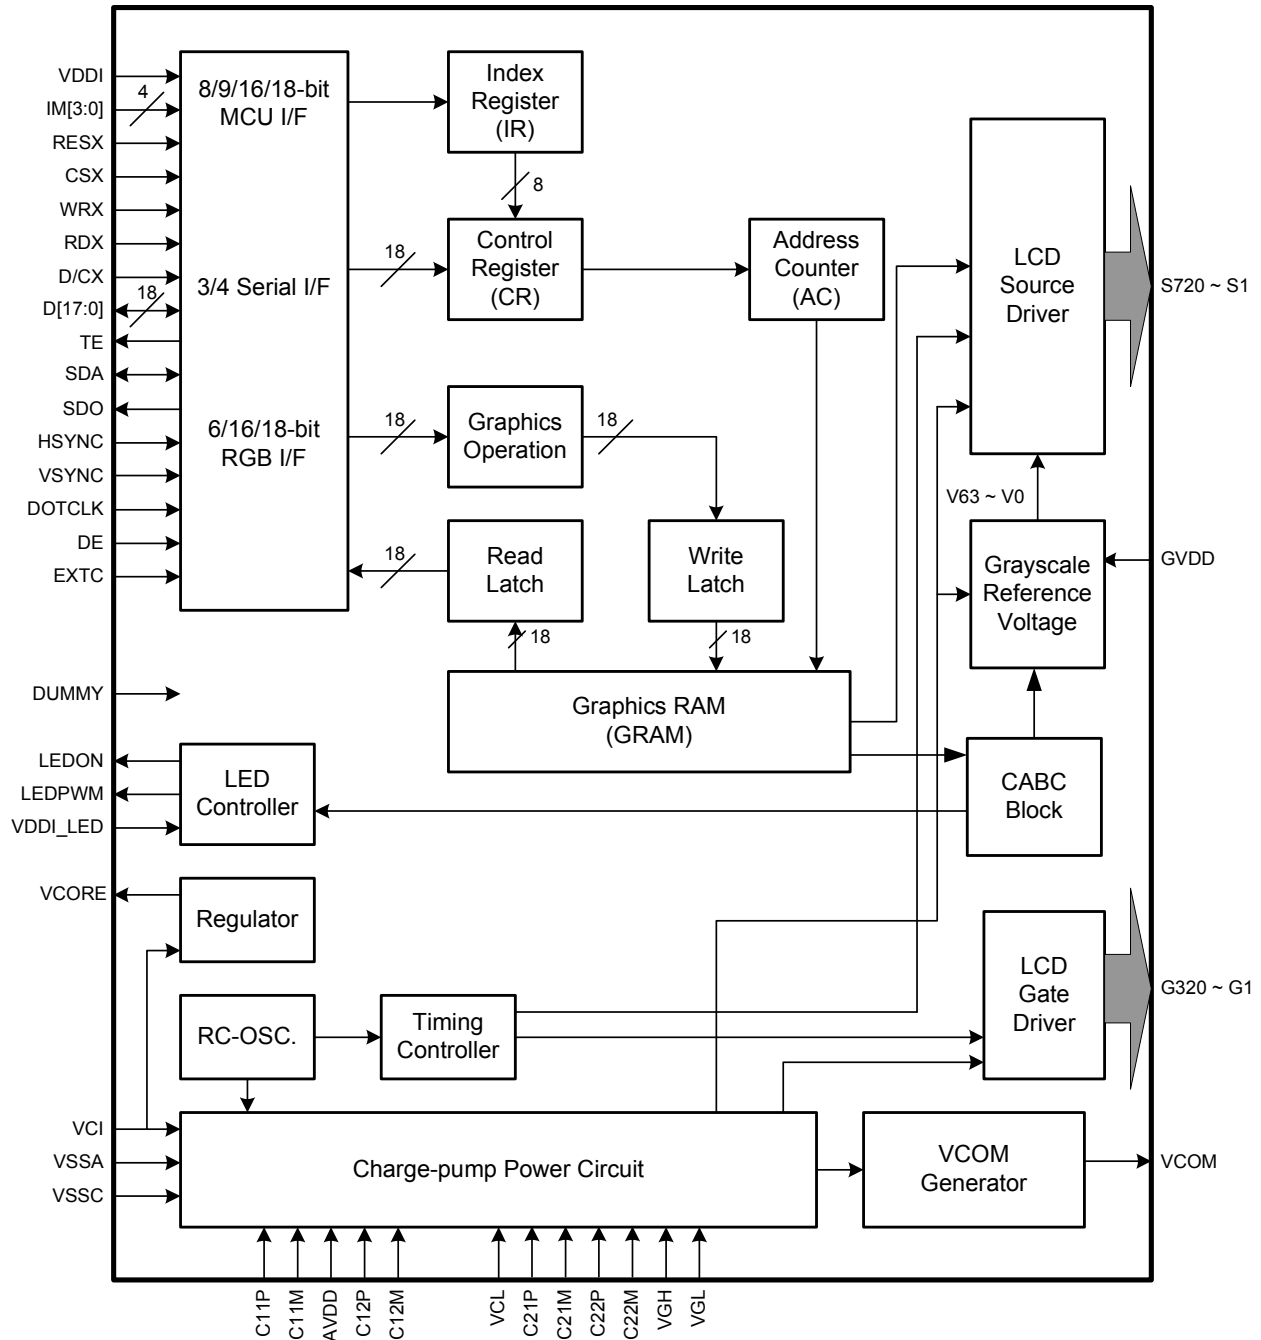 VDDI
IM[3:0]
4
RESX
CSX
WRX
RDX
D/CX
D[17:0]
18
TE
SDA
SDO
HSYNC
VSYNC
DOTCLK
DE
EXTC
DUMMY
LEDON
LEDPWM
VDDI_LED
VCORE
VCI
VSSA
VSSC
8/9/16/18-bit
MCU I/F
3/4 Serial I/F
6/16/18-bit
RGB I/F
Index
Register
(IR)
8
18
Control
Register
(CR)
Address
Counter
(AC)
18
Graphics
Operation
18
18
Read
Latch
Write
Latch
18
18
Graphics RAM
(GRAM)
LCD
Source
Driver
S720 ~ S1
V63 ~ V0
Grayscale
Reference
Voltage
GVDD
CABC
Block
LED
Controller
Regulator
RC-OSC.
Timing
Controller
LCD
Gate
Driver
G320 ~ G1
Charge-pump Power Circuit
VCOM
Generator
VCOM
C11P
C11M
AVDD
C12P
C12M
VCL
C21P
C21M
C22P
C22M
VGH
VGL